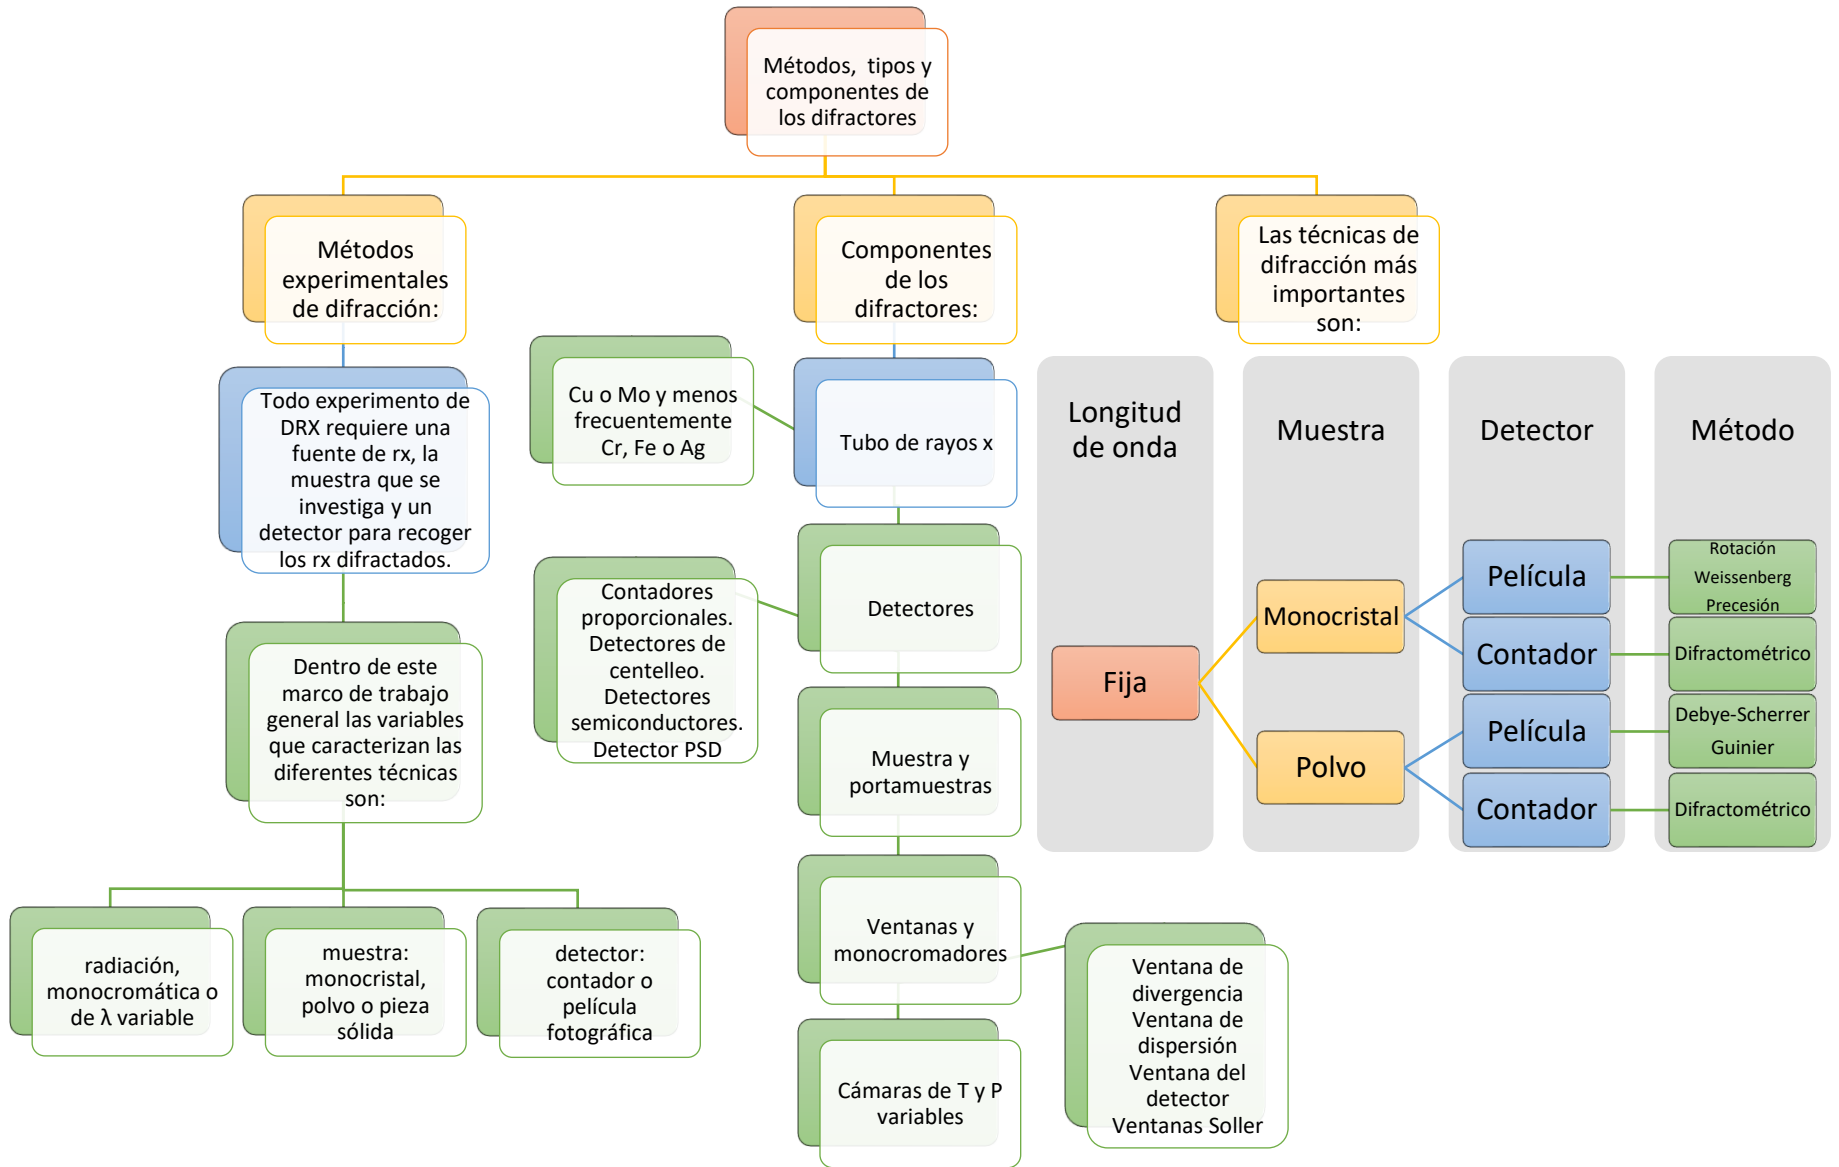 Métodos, tipos y
componentes de
los difractores
Métodos
experimentales
de difracción:
Todo experimento de
DRX requiere una
fuente de rx, la
muestra que se
investiga y un
detector para recoger
los rx difractados.
Dentro de este
marco de trabajo
general las variables
que caracterizan las
diferentes técnicas
son:
radiación,
monocromática o
de λ variable
muestra:
monocristal,
polvo o pieza
sólida
detector:
contador o
película
fotográfica
Componentes
de los
difractores:
Tubo de rayos x
Cu o Mo y menos
frecuentemente
Cr, Fe o Ag
Detectores
Contadores
proporcionales.
Detectores de
centelleo.
Detectores
semiconductores.
Detector PSD
Muestra y
portamuestras
Ventanas y
monocromadores
Ventana de
divergencia
Ventana de
dispersión
Ventana del
detector
Ventanas Soller
Cámaras de T y P
variables
Las técnicas de
difracción más
importantes
son:
Longitud
de onda
Muestra
Detector
Método
Fija
Monocristal
Película
Rotación
Weissenberg
Precesión
Contador
Difractométrico
Polvo
Película
Debye-Scherrer
Guinier
Contador
Difractométrico